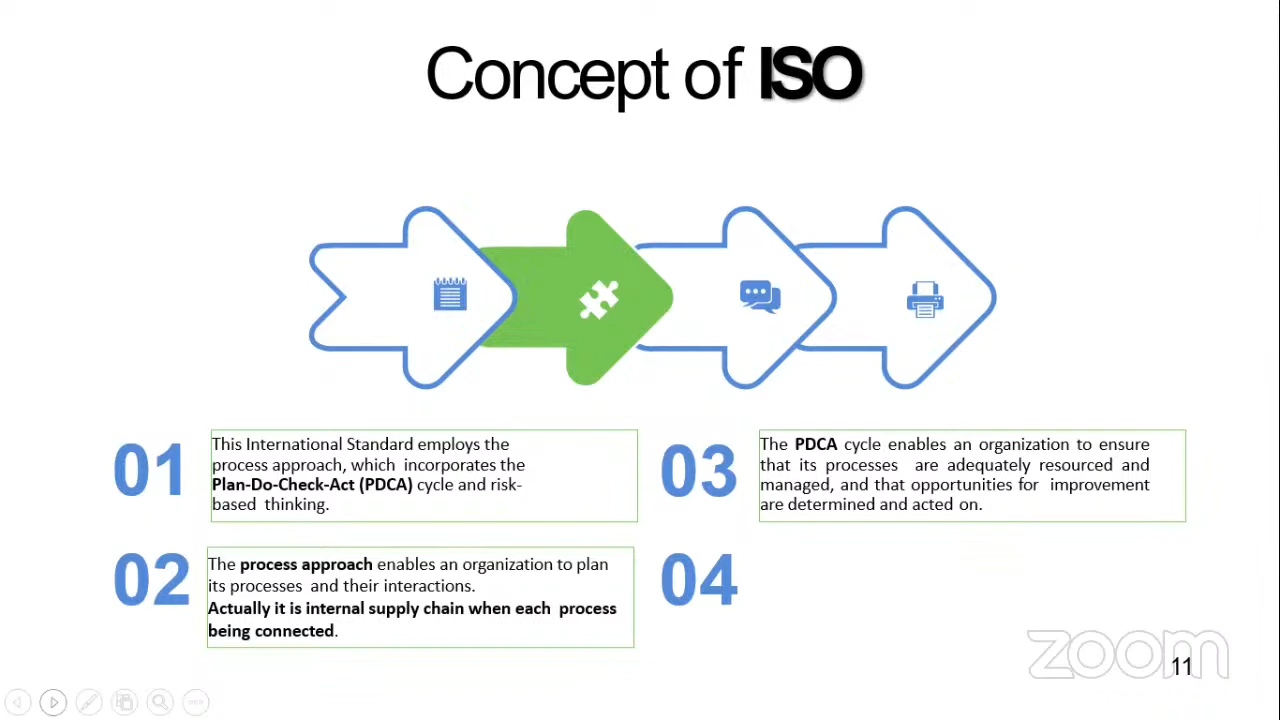 Concept of ISO
01
This International Standard employs the
process approach, which incorporates the
Plan-Do-Check-Act (PDCA) cycle and risk-
based thinking.
02
The process approach enables an organization to plan
its processes and their interactions.
Actually it is internal supply chain when each process
being connected.
03
The PDCA cycle enables an organization to ensure
that its processes are adequately resourced and
managed, and that opportunities for improvement
are determined and acted on.
04
zoom
11